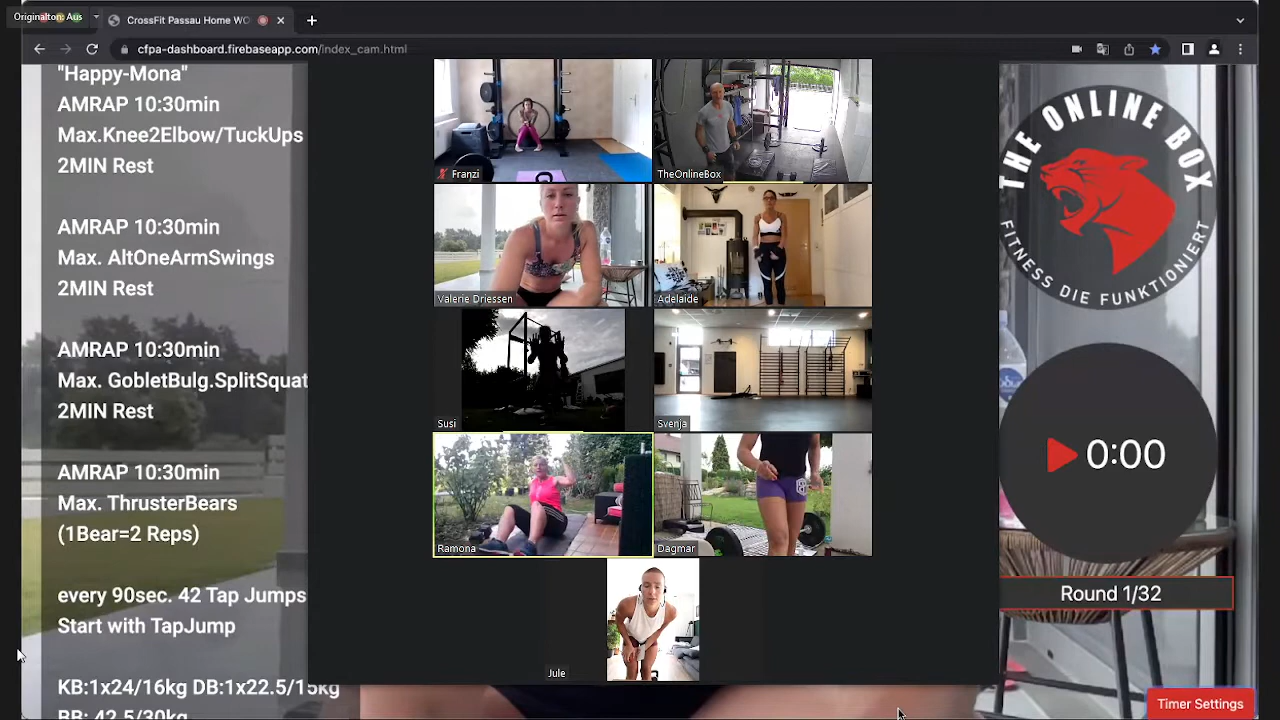 Originalton: Aus
CrossFit Passau Home WO
cfpa-dashboard.firebaseapp.com/index_cam.html
"Happy-Mona"
AMRAP 10:30min
Max.Knee2Elbow/TuckUps
2MIN Rest
AMRAP 10:30min
Max. AltOneArmSwings
2MIN Rest
AMRAP 10:30min
Max. GobletBulg.SplitSquat
2MIN Rest
AMRAP 10:30min
Max. ThrusterBears
(1Bear=2 Reps)
every 90sec. 42 Tap Jumps
Start with TapJump
KB:1x24/16kg DB:1x22.5/15kg
BB: 42.5/30kg
Franzi
TheOnlineBox
Valerie Driessen
Adelaide
Susi
Svenja
Ramona
Dagmar
Jule
THE ONLINE BOX
FITNESS DIE FUNKTIONIERT
0:00
Round 1/32
Timer Settings